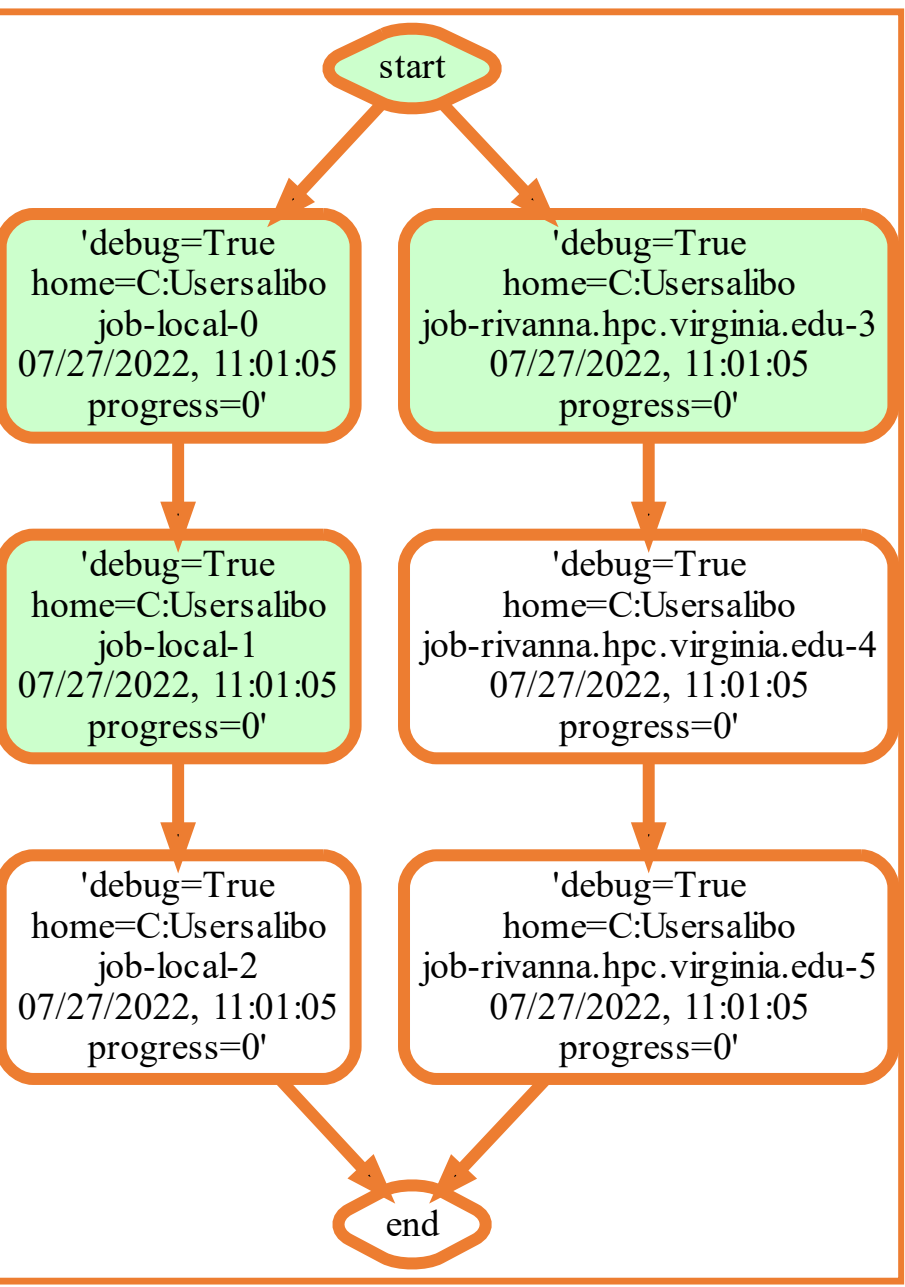 start
'debug=True
home=C:Usersalibo
job-local-0
07/27/2022, 11:01:05
progress=0'
'debug=True
home=C:Usersalibo
job-rivanna.hpc.virginia.edu-3
07/27/2022, 11:01:05
progress=0'
'debug=True
home=C:Usersalibo
job-local-1
07/27/2022, 11:01:05
progress=0'
'debug=True
home=C:Usersalibo
job-rivanna.hpc.virginia.edu-4
07/27/2022, 11:01:05
progress=0'
'debug=True
home=C:Usersalibo
job-local-2
07/27/2022, 11:01:05
progress=0'
'debug=True
home=C:Usersalibo
job-rivanna.hpc.virginia.edu-5
07/27/2022, 11:01:05
progress=0'
end